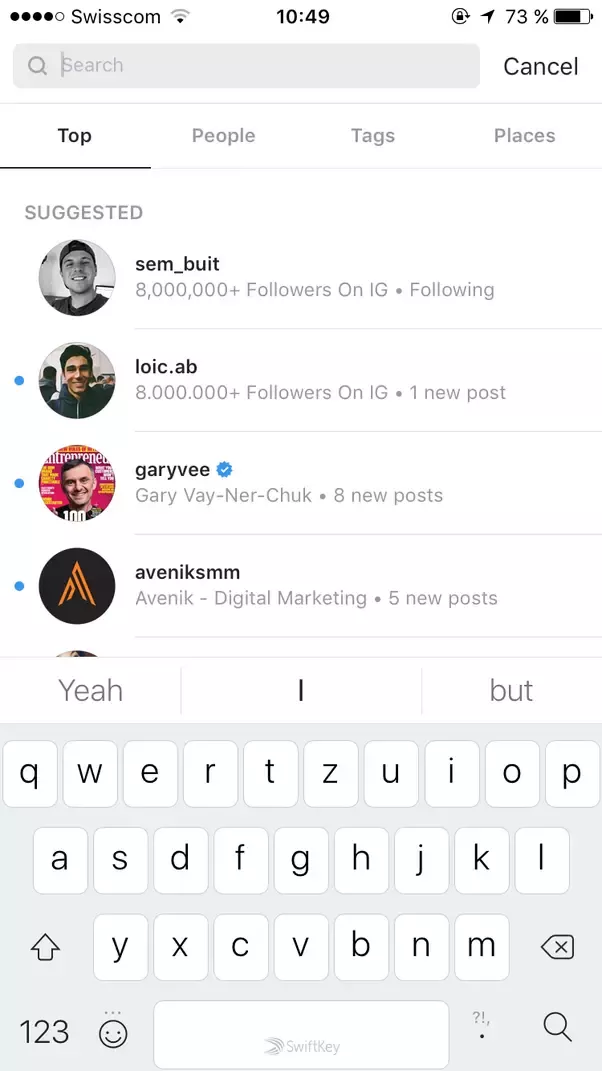 Swisscom 10:49 73 %
Search Cancel
Top People Tags Places
SUGGESTED
sem_buit
8,000,000+ Followers On IG • Following
loic.ab
8.000.000+ Followers On IG • 1 new post
entrepreneu
100
garyvee
Gary Vay-Ner-Chuk • 8 new posts
aveniksmm
Avenik - Digital Marketing • 5 new posts
Yeah I but
q w e r t z u i o p
a s d f g h j k l
y x c v b n m
123 ?!, .
SwiftKey